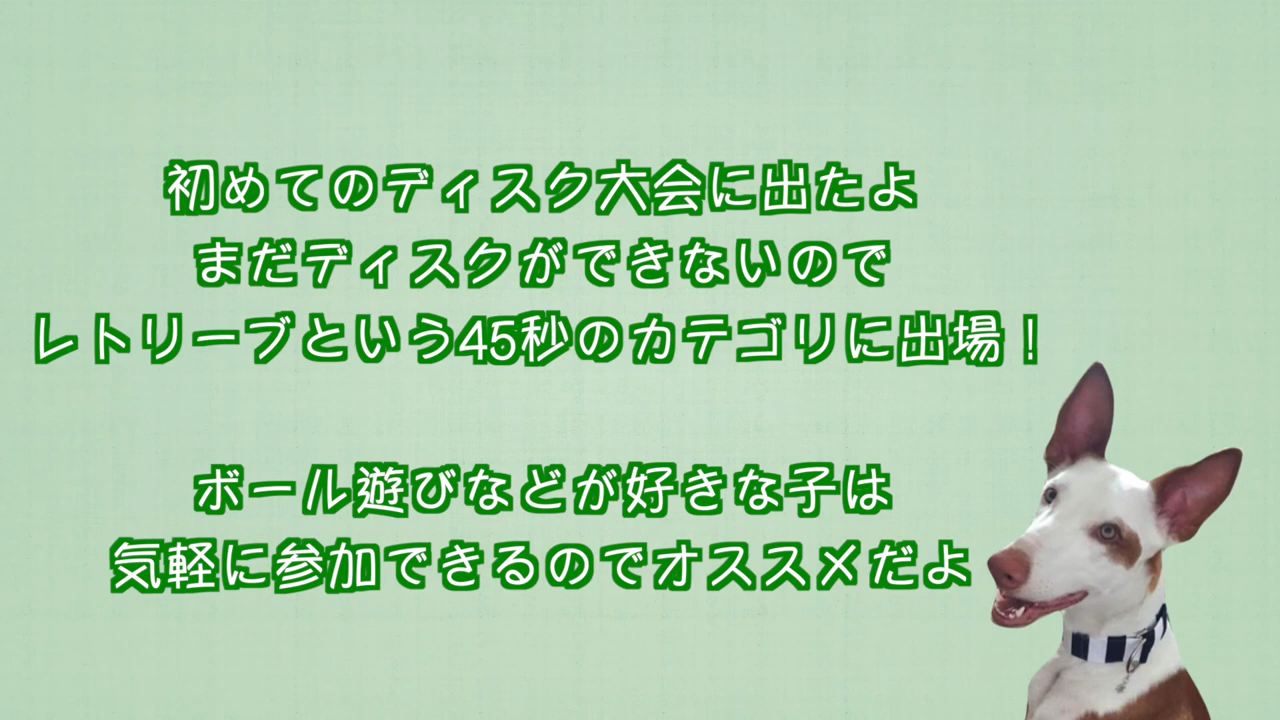 初めてのディスク大会に出たよ
まだディスクができないので
レトリーブという45秒のカテゴリに出場！
ボール遊びなどが好きな子は
気軽に参加できるのでオススメだよ